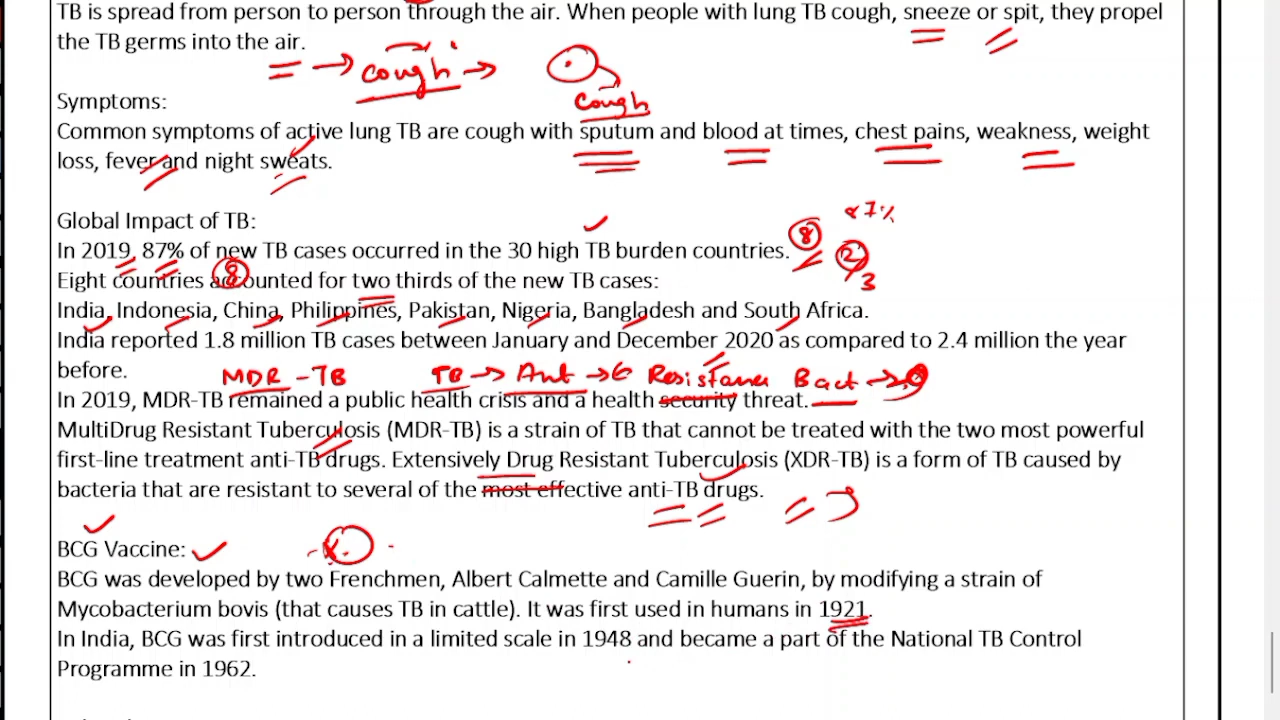 TB is spread from person to person through the air. When people with lung TB cough, sneeze or spit, they propel
the TB germs into the air.
cough
cough
Symptoms:
Common symptoms of active lung TB are cough with sputum and blood at times, chest pains, weakness, weight
loss, fever and night sweats.
Global Impact of TB:
87%
In 2019, 87% of new TB cases occurred in the 30 high TB burden countries.
8
2/3
8
Eight countries accounted for two thirds of the new TB cases:
India, Indonesia, China, Philippines, Pakistan, Nigeria, Bangladesh and South Africa.
India reported 1.8 million TB cases between January and December 2020 as compared to 2.4 million the year
before.
MDR-TB TB Ant Resistance Bact
In 2019, MDR-TB remained a public health crisis and a health security threat.
MultiDrug Resistant Tuberculosis (MDR-TB) is a strain of TB that cannot be treated with the two most powerful
first-line treatment anti-TB drugs. Extensively Drug Resistant Tuberculosis (XDR-TB) is a form of TB caused by
bacteria that are resistant to several of the most effective anti-TB drugs.
BCG Vaccine:
BCG was developed by two Frenchmen, Albert Calmette and Camille Guerin, by modifying a strain of
Mycobacterium bovis (that causes TB in cattle). It was first used in humans in 1921.
In India, BCG was first introduced in a limited scale in 1948 and became a part of the National TB Control
Programme in 1962.